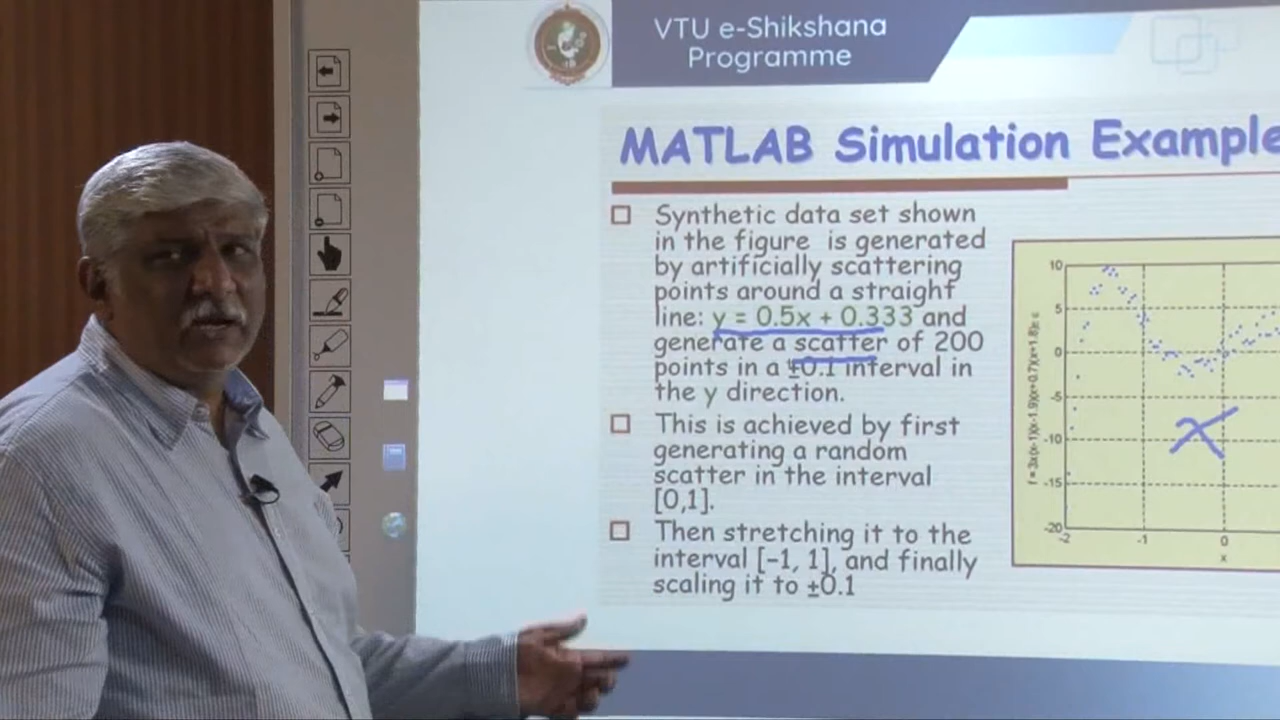 VTU e-Shikshana
Programme
MATLAB Simulation Example
Synthetic data set shown
in the figure is generated
by artificially scattering
points around a straight
line: y = 0.5x + 0.333 and
generate a scatter of 200
points in a ±0.1 interval in
the y direction.
This is achieved by first
generating a random
scatter in the interval
[0,1].
Then stretching it to the
interval [-1, 1], and finally
scaling it to ±0.1
10
5
0
-5
-10
-15
-20
-2
-1
0
x